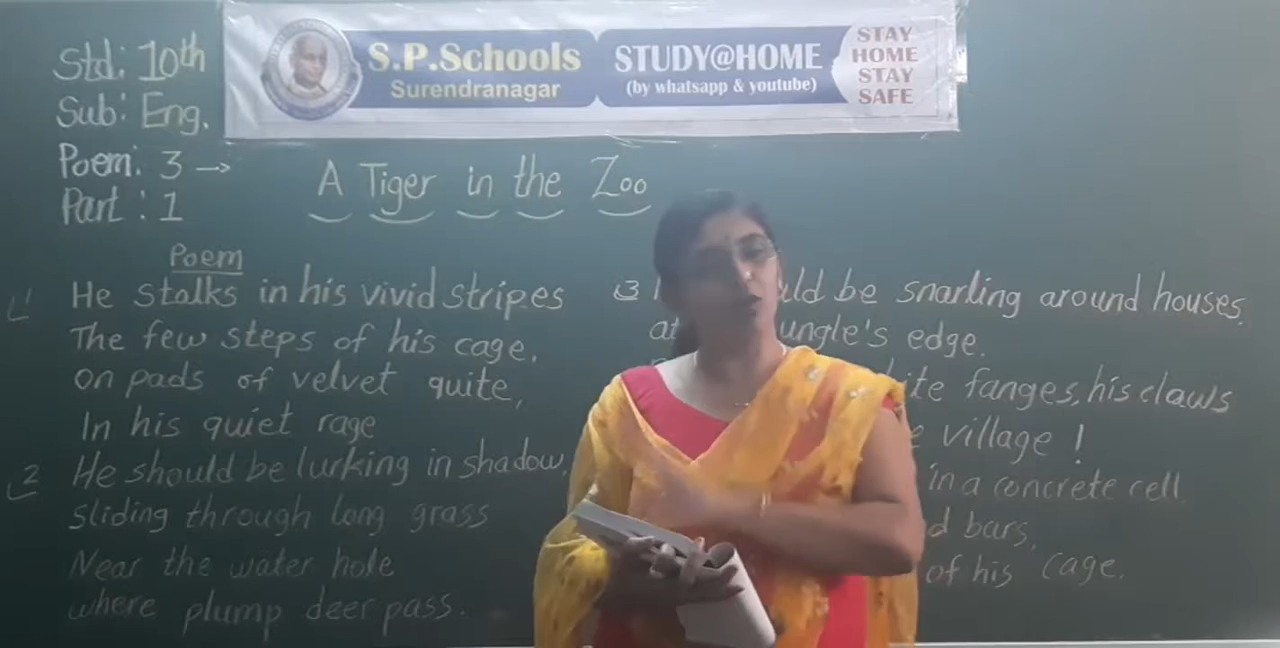 S.P.Schools
Surendranagar
STUDY@HOME
(by whatsapp & youtube)
STAY
HOME
STAY
SAFE
Std: 10th
Sub: Eng.
Poem: 3 →
Part: 1
A Tiger in the Zoo
Poem
1 He stalks in his vivid stripes
The few steps of his cage.
on pads of velvet quite,
In his quiet rage
2 He should be lurking in shadow,
sliding through long grass
Near the water hole
where plump deer pass.
3 be snarling around houses.
at edge.
fanges, his claws
village!
in a concrete cell
bars,
of his cage.